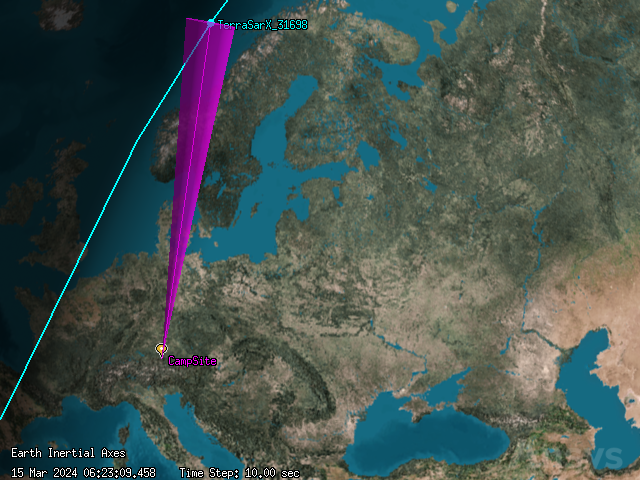 TerraSarX_31698
CampSite
Earth Inertial Axes
15 Mar 2024 06:23:09.458 Time Step: 10.00 sec